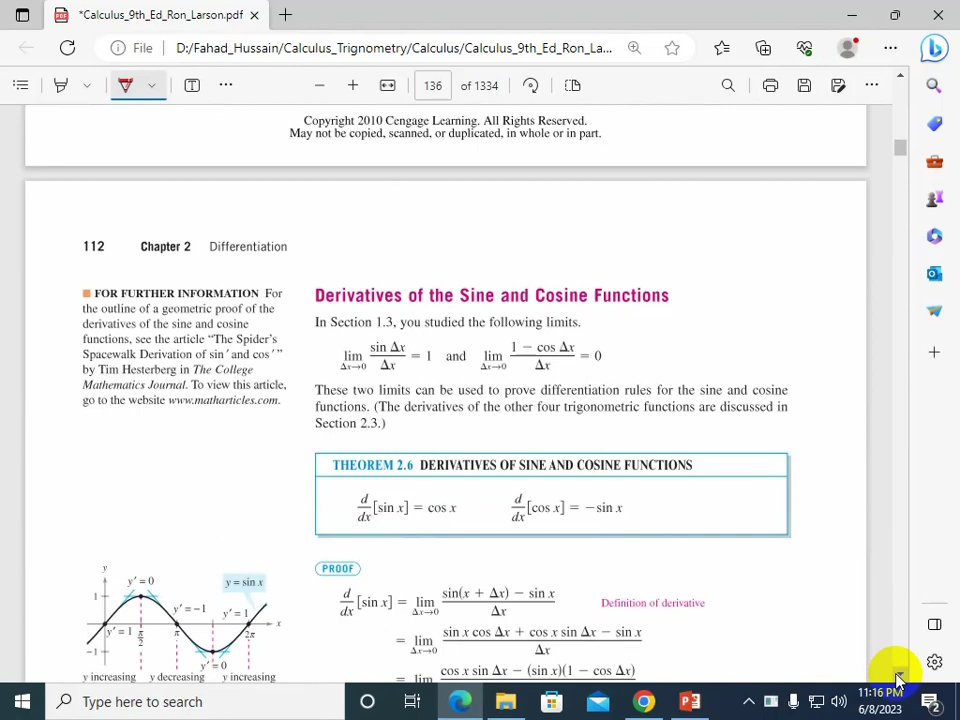 *Calculus_9th_Ed_Ron_Larson.pdf
File D:/Fahad_Hussain/Calculus_Trignometry/Calculus/Calculus_9th_Ed_Ron_La...
136 of 1334
Copyright 2010 Cengage Learning. All Rights Reserved.
May not be copied, scanned, or duplicated, in whole or in part.
112 Chapter 2 Differentiation
FOR FURTHER INFORMATION For
the outline of a geometric proof of the
derivatives of the sine and cosine
functions, see the article “The Spider’s
Spacewalk Derivation of sin′ and cos′ ”
by Tim Hesterberg in The College
Mathematics Journal. To view this article,
go to the website www.matharticles.com.
Derivatives of the Sine and Cosine Functions
In Section 1.3, you studied the following limits.
lim Δx→0 sin Δx / Δx = 1 and lim Δx→0 1 − cos Δx / Δx = 0
These two limits can be used to prove differentiation rules for the sine and cosine
functions. (The derivatives of the other four trigonometric functions are discussed in
Section 2.3.)
THEOREM 2.6 DERIVATIVES OF SINE AND COSINE FUNCTIONS
d/dx [sin x] = cos x d/dx [cos x] = −sin x
PROOF
d/dx [sin x] = lim Δx→0 sin(x + Δx) − sin x / Δx Definition of derivative
= lim Δx→0 sin x cos Δx + cos x sin Δx − sin x / Δx
= lim cos x sin Δx − (sin x)(1 − cos Δx)
y
y′ = 0
y = sin x
1
y′ = −1
y′ = 1
x
y′ = 1
π/2
π
2π
−1
y′ = 0
y increasing y decreasing y increasing
Type here to search
11:16 PM
6/8/2023
2